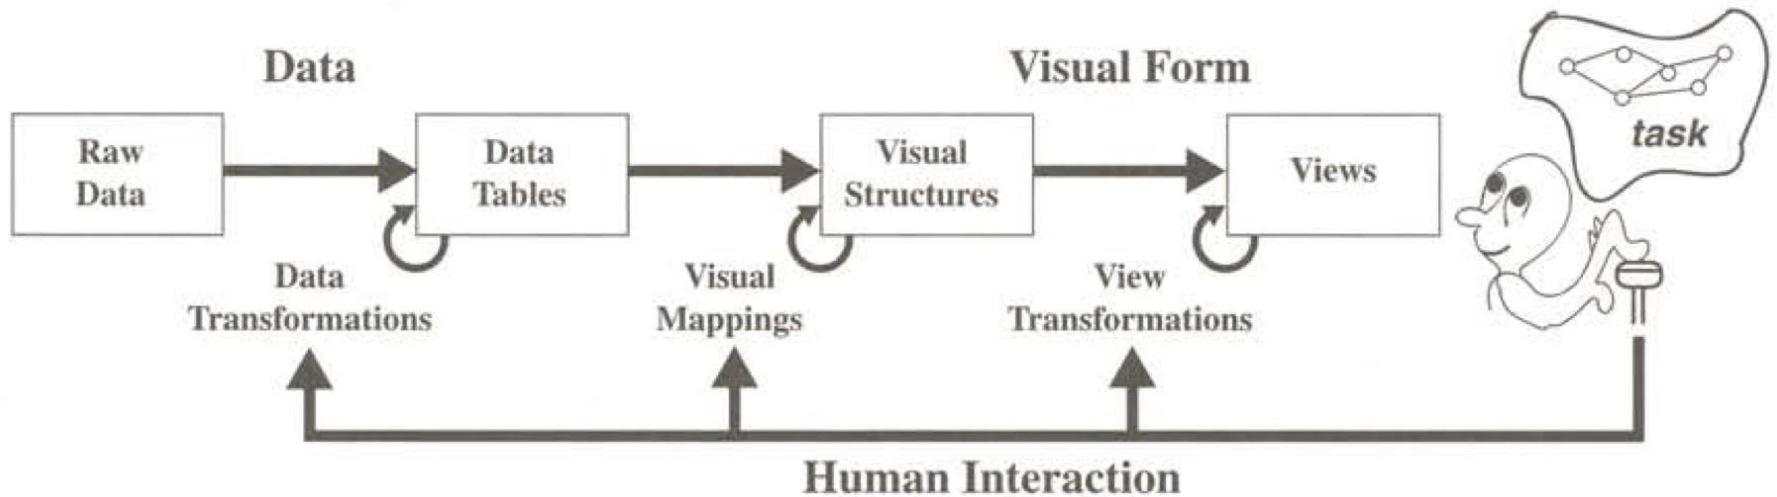 Data
Visual Form
Raw
Data
Data
Tables
Visual
Structures
Views
task
Data
Transformations
Visual
Mappings
View
Transformations
Human Interaction